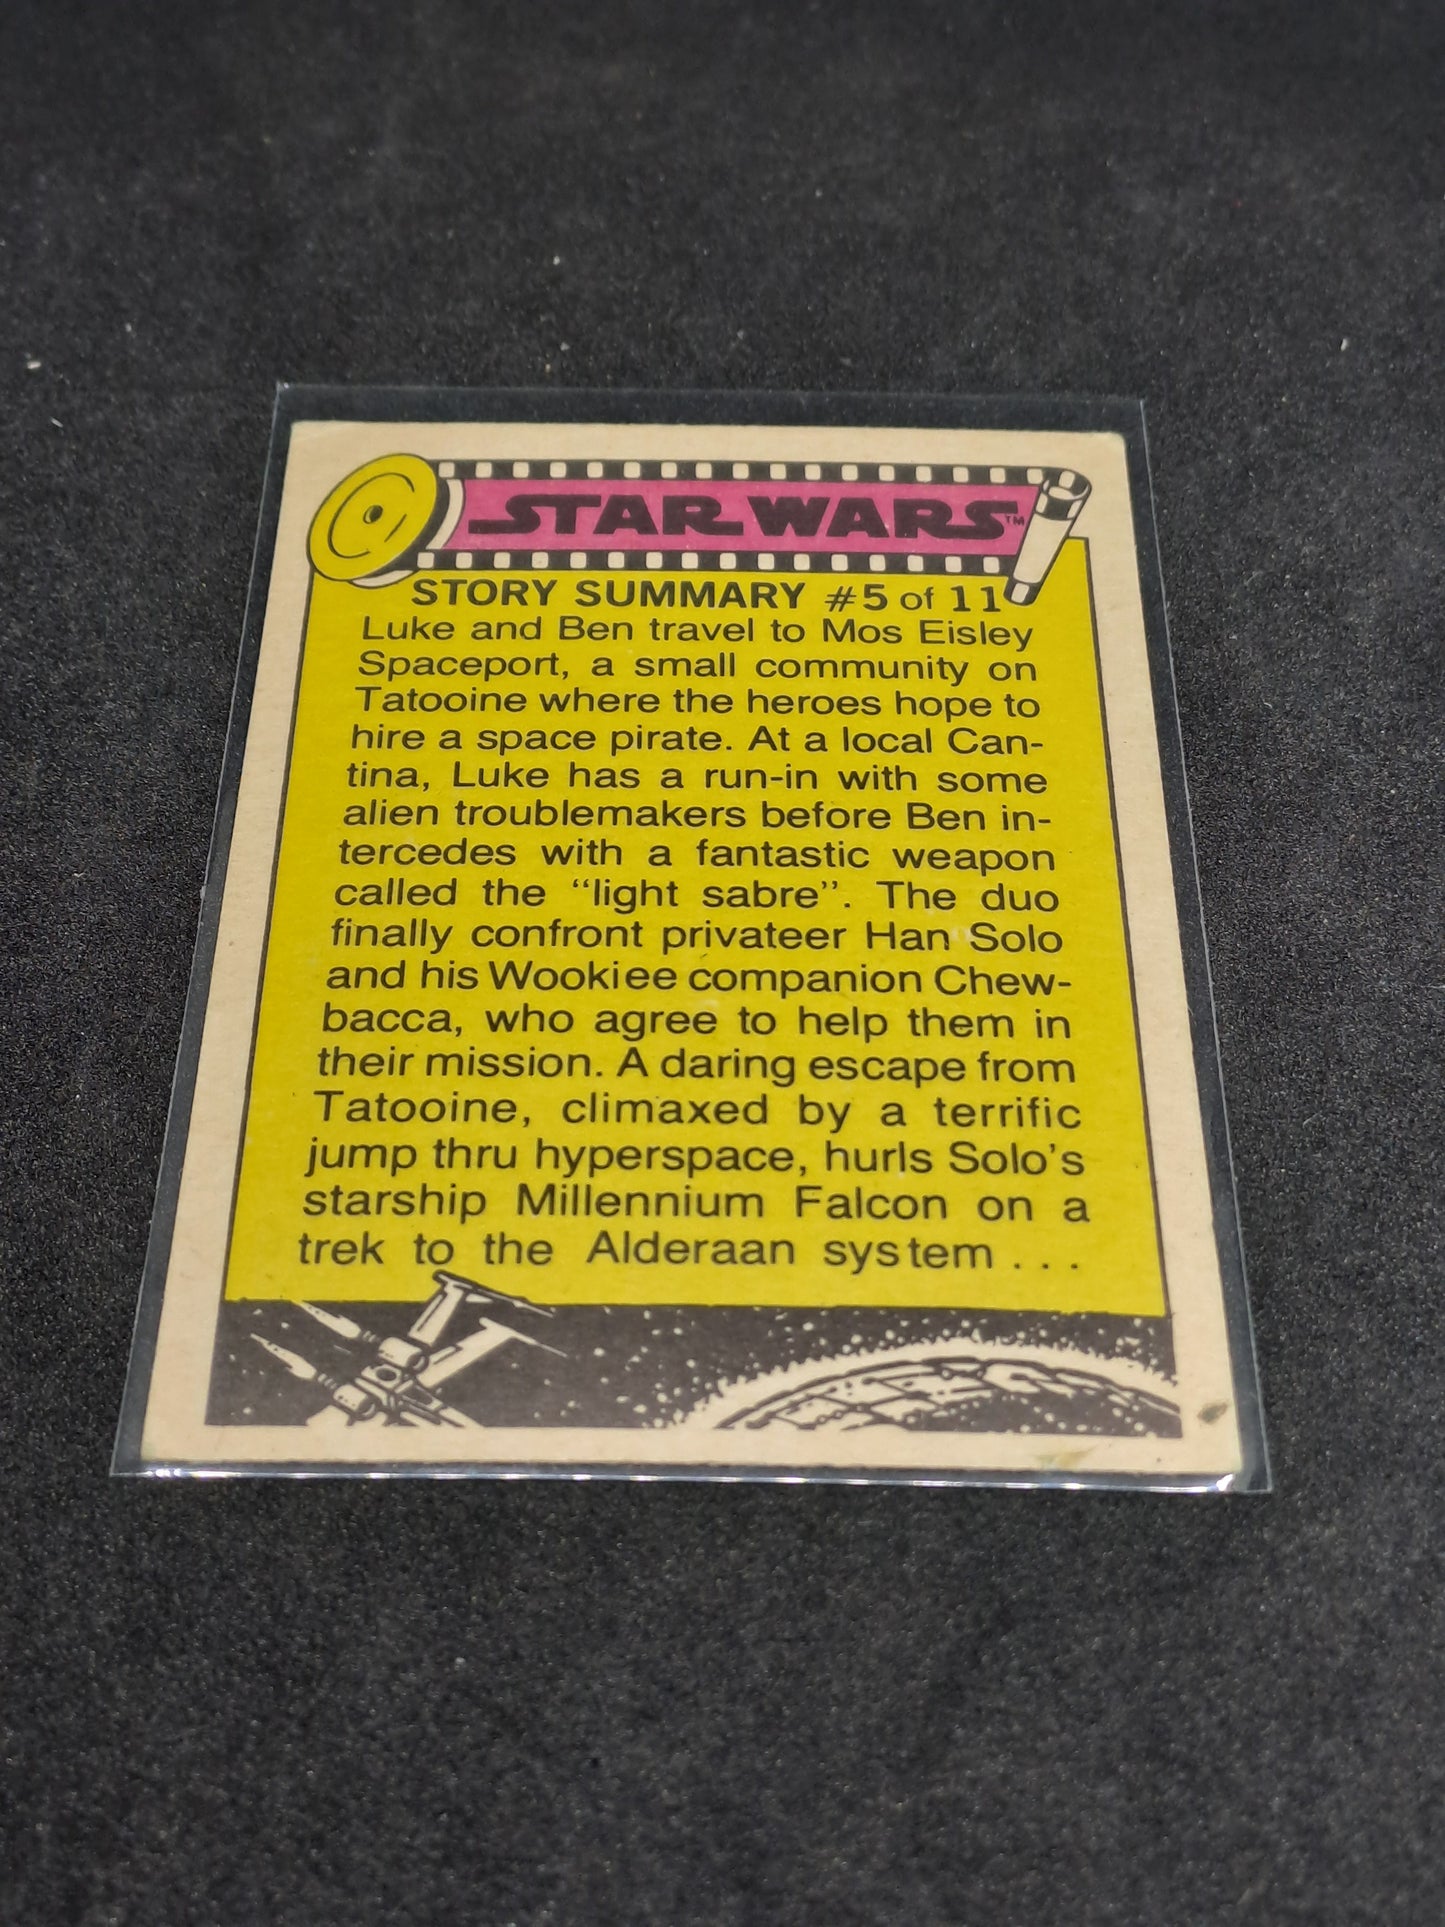 STAR WARS™
STORY SUMMARY #5 of 11
Luke and Ben travel to Mos Eisley
Spaceport, a small community on
Tatooine where the heroes hope to
hire a space pirate. At a local Can-
tina, Luke has a run-in with some
alien troublemakers before Ben in-
tercedes with a fantastic weapon
called the “light sabre”. The duo
finally confront privateer Han Solo
and his Wookiee companion Chew-
bacca, who agree to help them in
their mission. A daring escape from
Tatooine, climaxed by a terrific
jump thru hyperspace, hurls Solo’s
starship Millennium Falcon on a
trek to the Alderaan system . . .